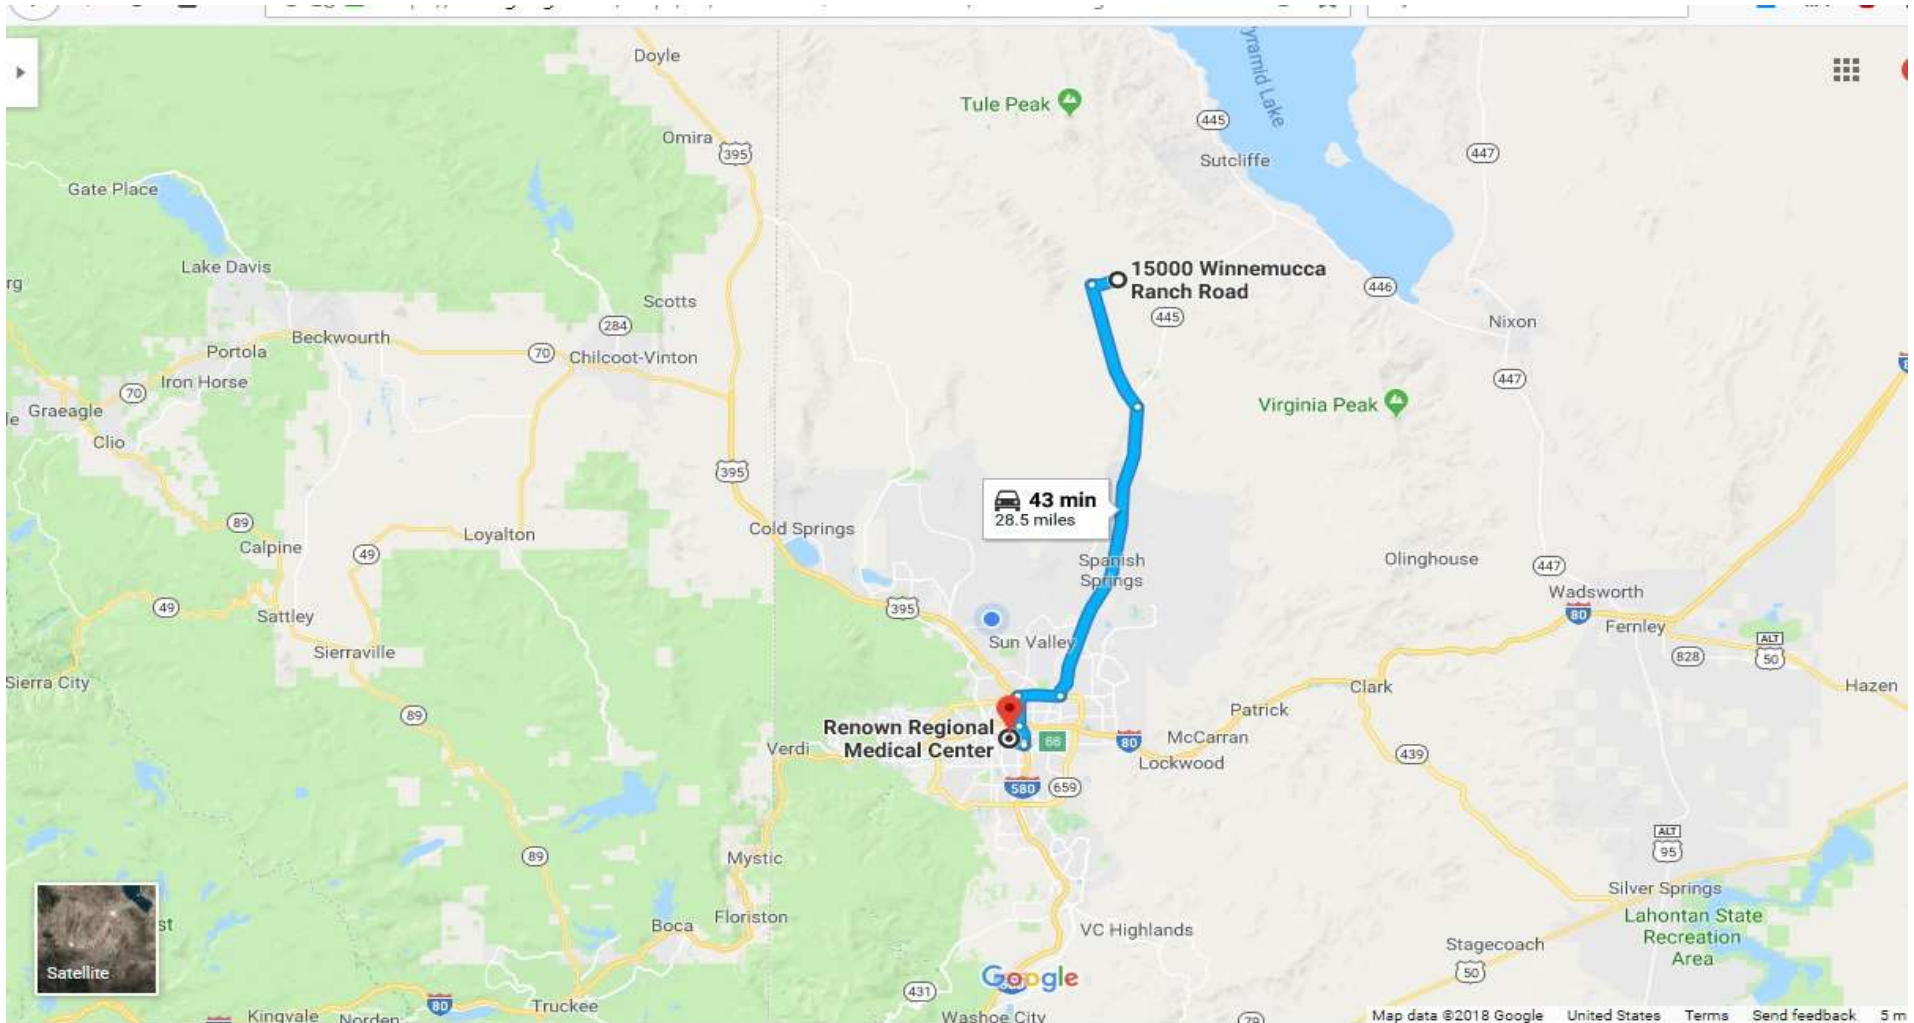 Doyle
Tule Peak
Omira
395
445
Sutcliffe
447
Gate Place
Lake Davis
15000 Winnemucca
Ranch Road
446
Scotts
284
445
Nixon
Beckwourth
Portola
70
Chilcoot-Vinton
447
Iron Horse
70
Graeagle
Virginia Peak
Clio
395
43 min
28.5 miles
89
Cold Springs
Loyalton
Calpine
49
Spanish
Springs
Olinghouse
447
Wadsworth
49
395
80
Sattley
Sun Valley
Fernley
ALT
50
828
Sierraville
Sierra City
Clark
Hazen
89
Patrick
Renown Regional
Medical Center
66
80
McCarran
Verdi
Lockwood
439
580
659
ALT
95
89
Mystic
Silver Springs
Lahontan State
Recreation
Area
Floriston
Boca
VC Highlands
Stagecoach
50
Satellite
Google
431
80
Truckee
Kingvale
Norden
Washoe City
Map data ©2018 Google United States Terms Send feedback 5 m